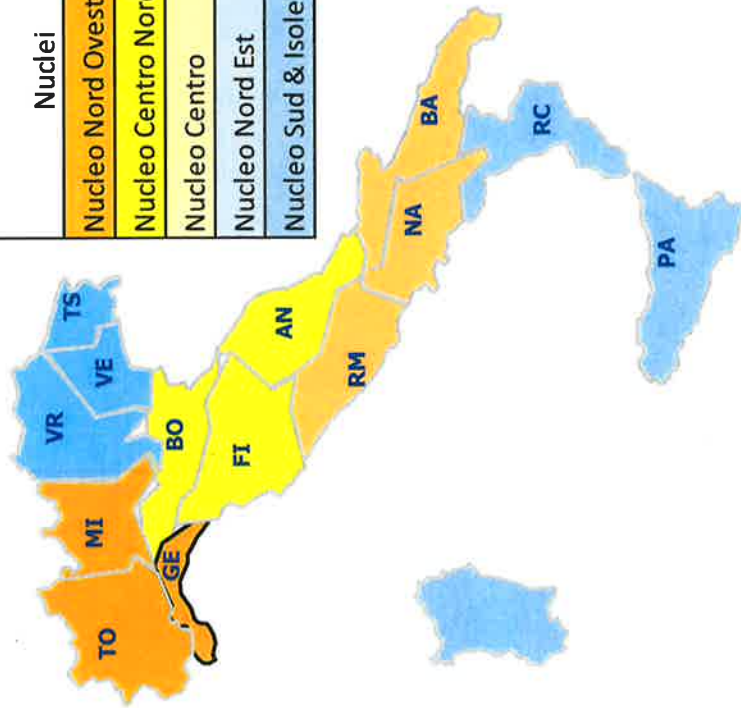 Nuclei
Nucleo Nord Ovest
Nucleo Centro Nor
Nucleo Centro
Nucleo Nord Est
Nucleo Sud & Isole
TO
MI
GE
VR
VE
TS
BO
FI
AN
RM
NA
BA
RC
PA